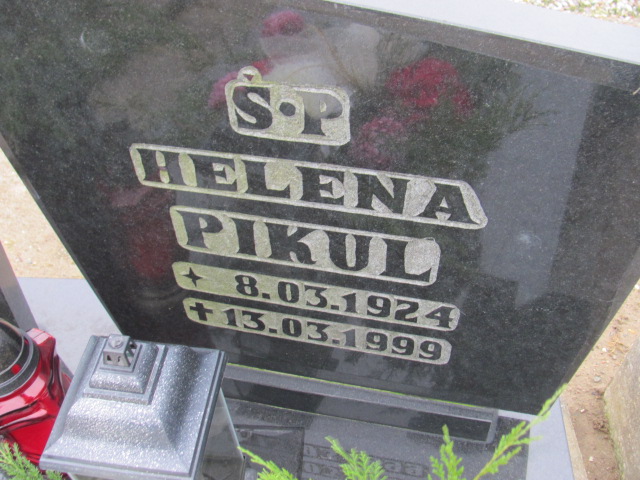 Ś·P
HELENA
PIKUL
✦ 8.03.1924
✝ 13.03.1999